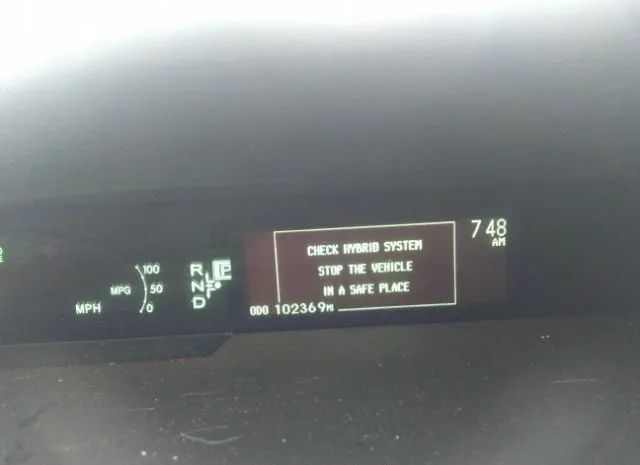 7:48
AM
CHECK HYBRID SYSTEM
STOP THE VEHICLE
IN A SAFE PLACE
ODO 102369MI
100
MPG 50
0
MPH
R P
N
D